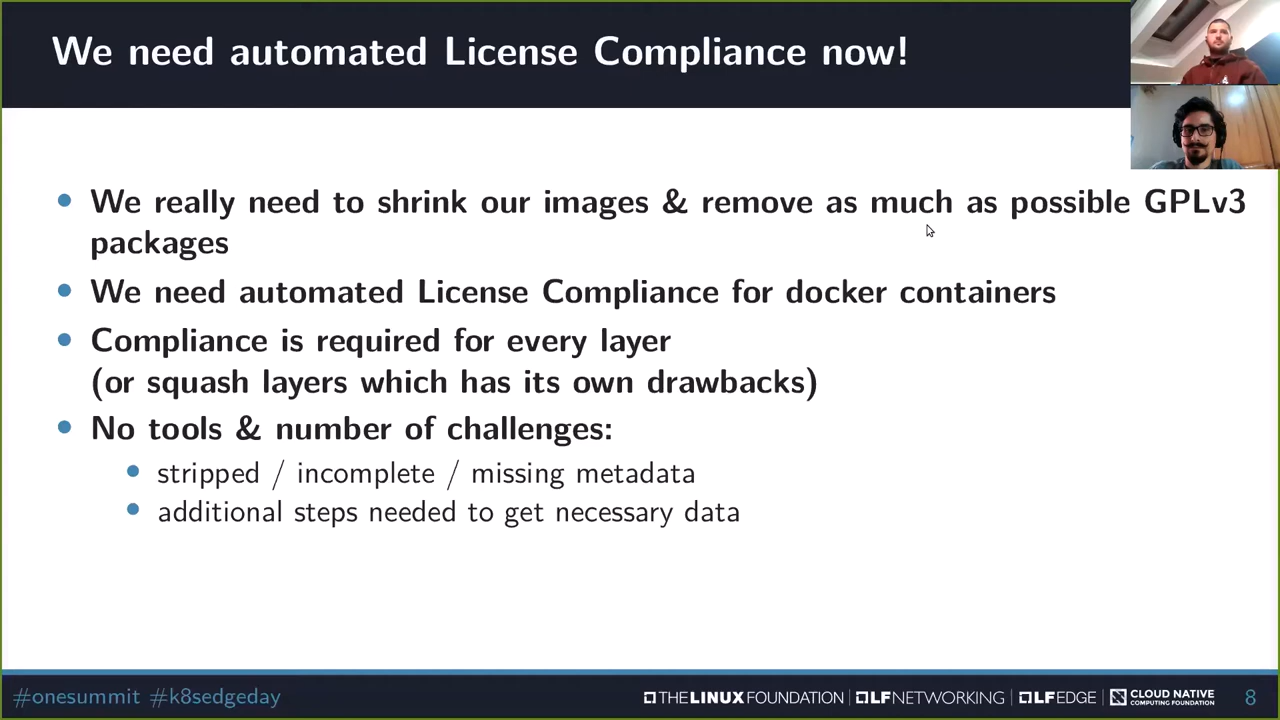 We need automated License Compliance now!
We really need to shrink our images & remove as much as possible GPLv3
packages
We need automated License Compliance for docker containers
Compliance is required for every layer
(or squash layers which has its own drawbacks)
No tools & number of challenges:
stripped / incomplete / missing metadata
additional steps needed to get necessary data
#onesummit #k8sedgeday
THE LINUX FOUNDATION
LFNETWORKING
LFEDGE
CLOUD NATIVE
COMPUTING FOUNDATION
8